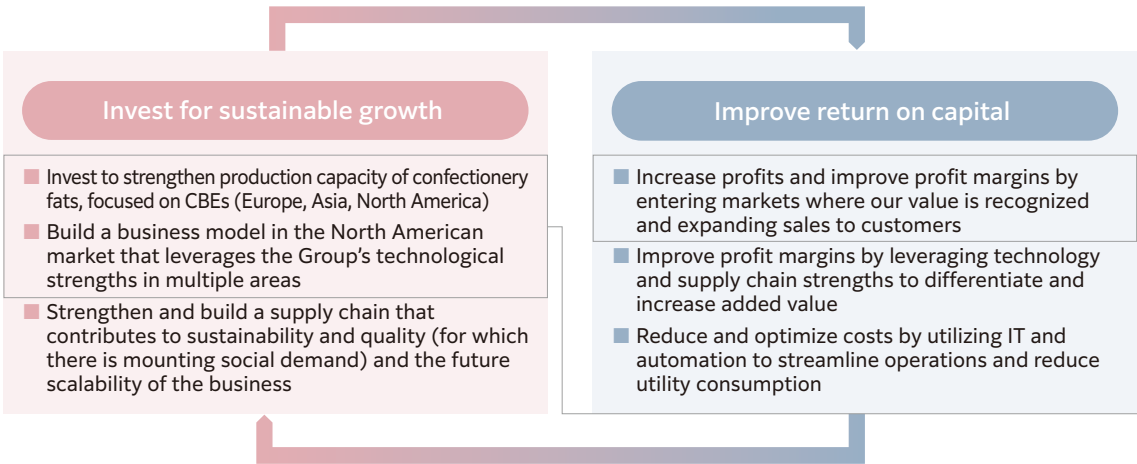 Invest for sustainable growth
Invest to strengthen production capacity of confectionery
fats, focused on CBEs (Europe, Asia, North America)
Build a business model in the North American
market that leverages the Group’s technological
strengths in multiple areas
Strengthen and build a supply chain that
contributes to sustainability and quality (for which
there is mounting social demand) and the future
scalability of the business
Improve return on capital
Increase profits and improve profit margins by
entering markets where our value is recognized
and expanding sales to customers
Improve profit margins by leveraging technology
and supply chain strengths to differentiate and
increase added value
Reduce and optimize costs by utilizing IT and
automation to streamline operations and reduce
utility consumption